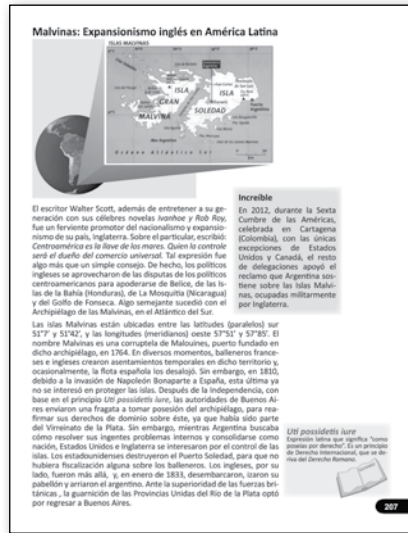 Malvinas: Expansionismo inglés en América Latina
ISLAS MALVINAS
GRAN
MALVINA
ISLA
SOLEDAD
Puerto
Argentino
Océano Atlántico Sur
El escritor Walter Scott, además de entretener a su ge-
neración con sus célebres novelas Ivanhoe y Rob Roy,
fue un ferviente promotor del nacionalismo y expansio-
nismo de su país, Inglaterra. Sobre el particular, escribió:
Centroamérica es la llave de los mares. Quien la controle
será el dueño del comercio universal. Tal expresión fue
algo más que un simple consejo. De hecho, los políticos
ingleses se aprovecharon de las disputas de los políticos
centroamericanos para apoderarse de Belice, de las Is-
las de la Bahía (Honduras), de La Mosquitia (Nicaragua)
y del Golfo de Fonseca. Algo semejante sucedió con el
Archipiélago de las Malvinas, en el Atlántico del Sur.
Increíble
En 2012, durante la Sexta
Cumbre de las Américas,
celebrada en Cartagena
(Colombia), con las únicas
excepciones de Estados
Unidos y Canadá, el resto
de delegaciones apoyó el
reclamo que Argentina sos-
tiene sobre las Islas Malvi-
nas, ocupadas militarmente
por Inglaterra.
Las islas Malvinas están ubicadas entre las latitudes (paralelos) sur
51°7' y 51°42', y las longitudes (meridianos) oeste 57°51' y 57°85'. El
nombre Malvinas es una corruptela de Malouines, puerto fundado en
dicho archipiélago, en 1764. En diversos momentos, balleneros france-
ses e ingleses crearon asentamientos temporales en dicho territorio y,
ocasionalmente, la flota española los desalojó. Sin embargo, en 1810,
debido a la invasión de Napoleón Bonaparte a España, esta última ya
no se interesó en proteger las islas. Después de la Independencia, con
base en el principio Uti possidetis iure, las autoridades de Buenos Ai-
res enviaron una fragata a tomar posesión del archipiélago, para rea-
firmar sus derechos de dominio sobre éste, ya que había sido parte
del Virreinato de la Plata. Sin embargo, mientras Argentina buscaba
cómo resolver sus ingentes problemas internos y consolidarse como
nación, Estados Unidos e Inglaterra se interesaron por el control de las
islas. Los estadounidenses destruyeron el Puerto Soledad, para que no
hubiera fiscalización alguna sobre los balleneros. Los ingleses, por su
lado, fueron más allá, y, en enero de 1833, desembarcaron, izaron su
pabellón y arriaron el argentino. Ante la superioridad de las fuerzas bri-
tánicas , la guarnición de las Provincias Unidas del Río de la Plata optó
por regresar a Buenos Aires.
Uti possidetis iure
Expresión latina que significa "como
poseías por derecho". Es un principio
de Derecho Internacional, que se de-
riva del Derecho Romano.
207